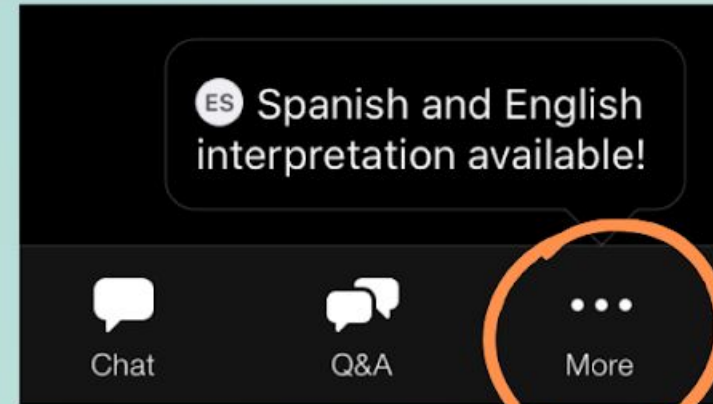 ES Spanish and English
interpretation available!
Chat
Q&A
More